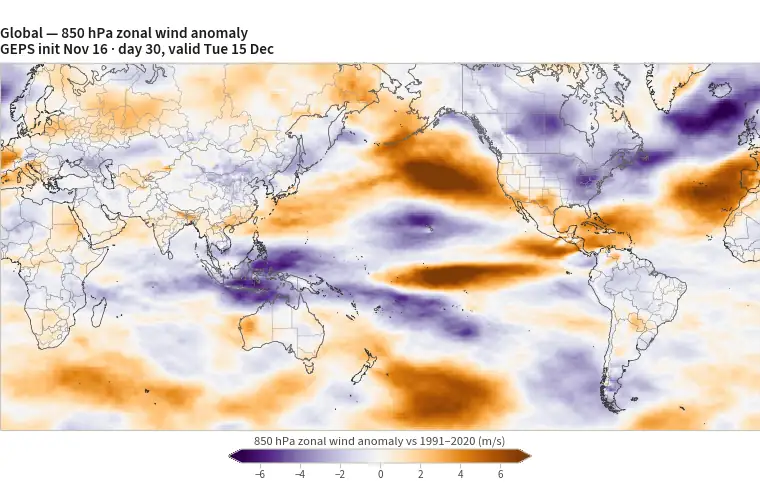 Global — 850 hPa zonal wind anomaly
GEPS init Nov 16 · day 30, valid Tue 15 Dec
850 hPa zonal wind anomaly vs 1991–2020 (m/s)
−6 −4 −2 0 2 4 6